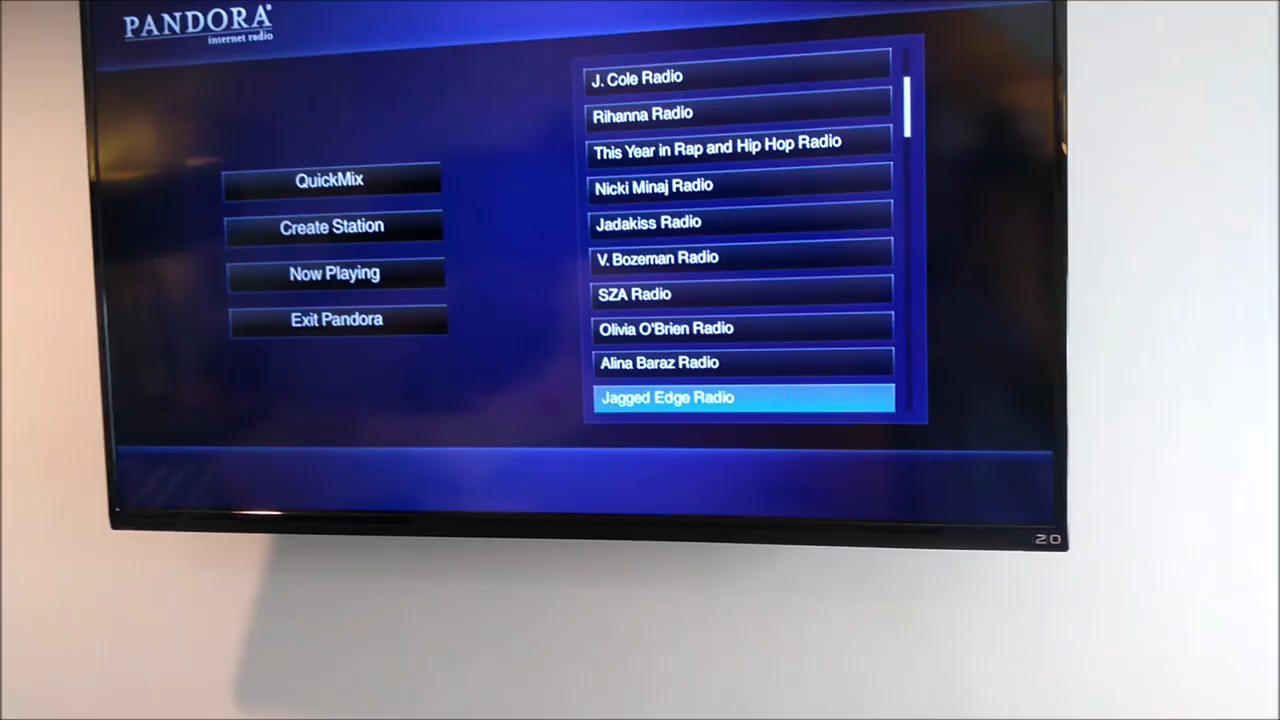 PANDORA
internet radio
QuickMix
Create Station
Now Playing
Exit Pandora
J. Cole Radio
Rihanna Radio
This Year in Rap and Hip Hop Radio
Nicki Minaj Radio
Jadakiss Radio
V. Bozeman Radio
SZA Radio
Olivia O'Brien Radio
Alina Baraz Radio
Jagged Edge Radio
ZO